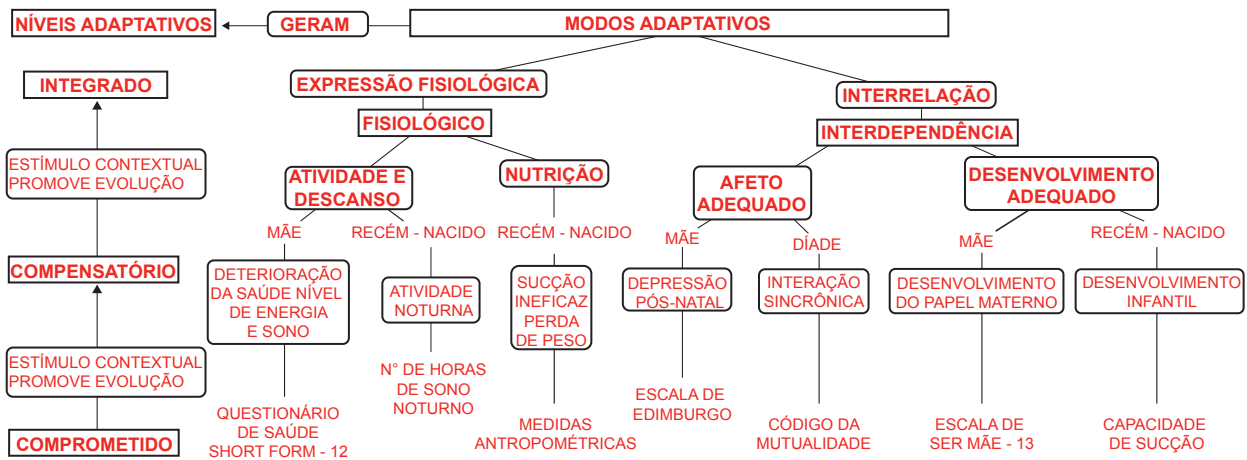 NÍVEIS ADAPTATIVOS
GERAM
MODOS ADAPTATIVOS
INTEGRADO
ESTÍMULO CONTEXTUAL
PROMOVE EVOLUÇÃO
COMPENSATÓRIO
ESTÍMULO CONTEXTUAL
PROMOVE EVOLUÇÃO
COMPROMETIDO
EXPRESSÃO FISIOLÓGICA
FISIOLÓGICO
ATIVIDADE E
DESCANSO
MÃE
DETERIORAÇÃO
DA SAÚDE NÍVEL
DE ENERGIA
E SONO
QUESTIONÁRIO
DE SAÚDE
SHORT FORM - 12
RECÉM - NACIDO
ATIVIDADE
NOTURNA
N° DE HORAS
DE SONO
NOTURNO
NUTRIÇÃO
RECÉM - NACIDO
SUCÇÃO
INEFICAZ
PERDA
DE PESO
MEDIDAS
ANTROPOMÉTRICAS
INTERRELAÇÃO
INTERDEPENDÊNCIA
AFETO
ADEQUADO
MÃE
DEPRESSÃO
PÓS-NATAL
ESCALA DE
EDIMBURGO
DÍADE
INTERAÇÃO
SINCRÔNICA
CÓDIGO DA
MUTUALIDADE
DESENVOLVIMENTO
ADEQUADO
MÃE
DESENVOLVIMENTO
DO PAPEL MATERNO
ESCALA DE
SER MÃE - 13
RECÉM - NACIDO
DESENVOLVIMENTO
INFANTIL
CAPACIDADE
DE SUCÇÃO